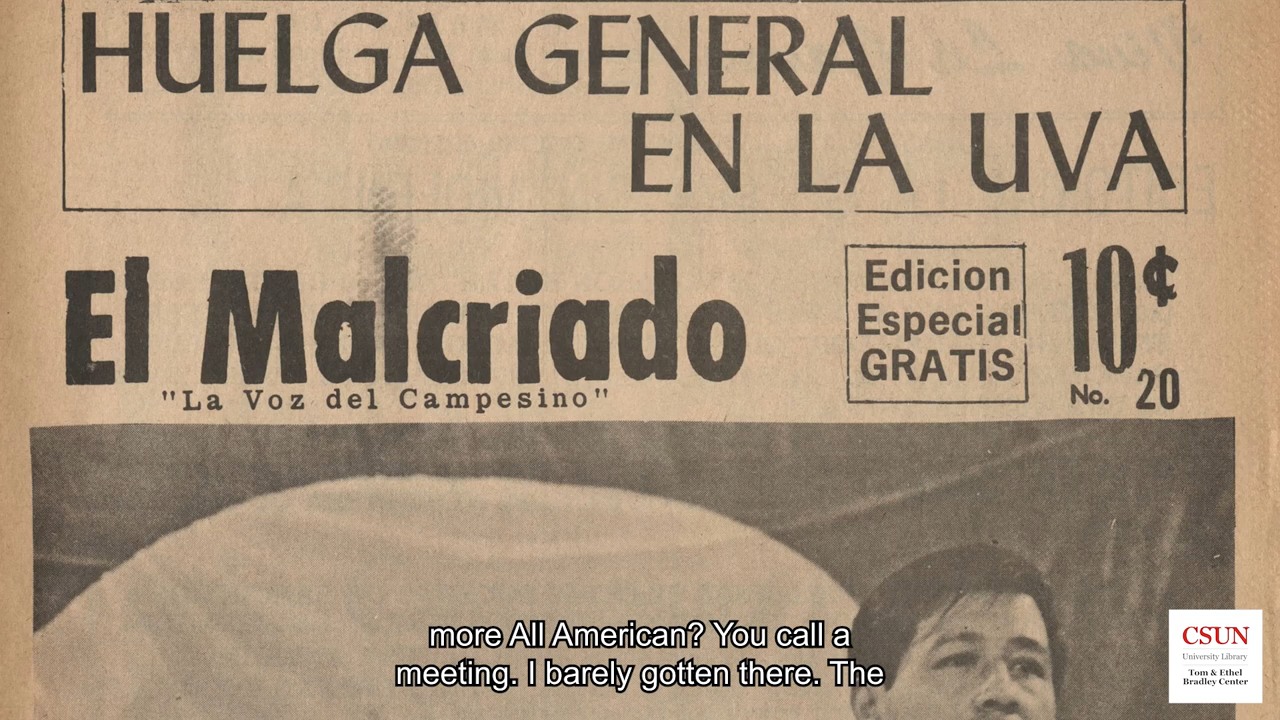 HUELGA GENERAL
EN LA UVA
El Malcriado
"La Voz del Campesino"
Edicion
Especial
GRATIS
10¢
No. 20
more All American? You call a
meeting. I barely gotten there. The
CSUN
University Library
Tom & Ethel
Bradley Center